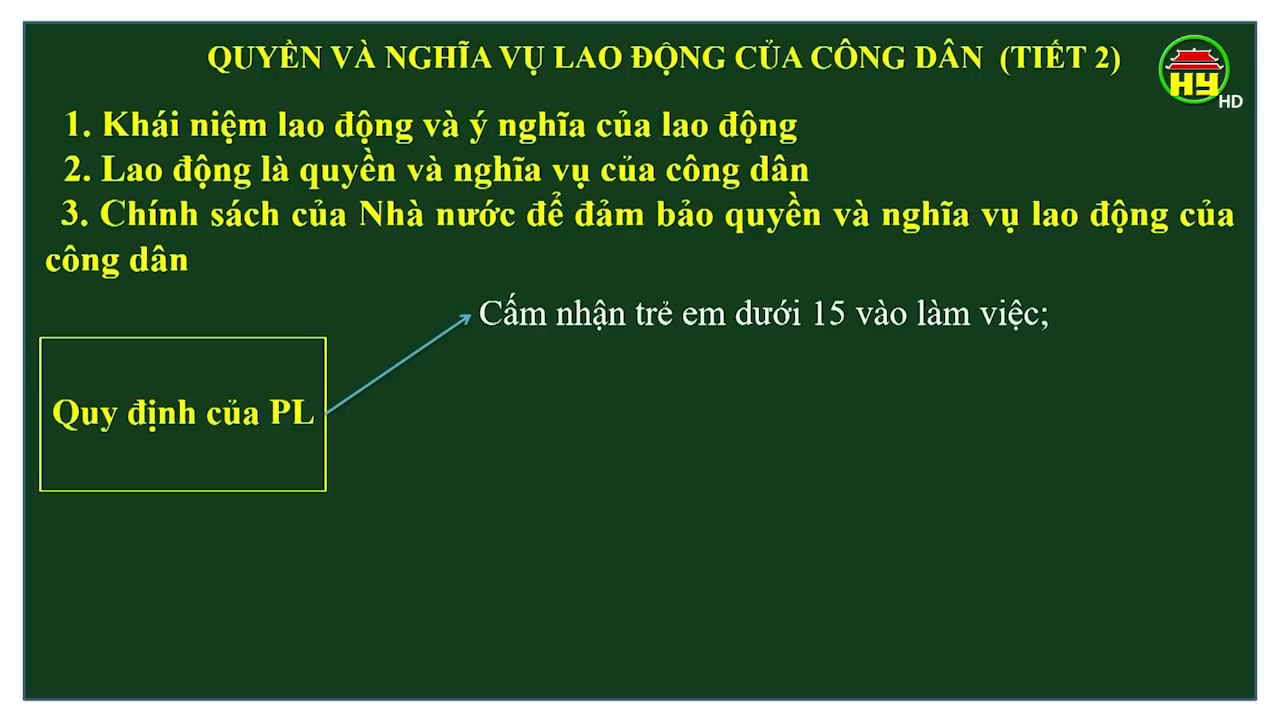 QUYỀN VÀ NGHĨA VỤ LAO ĐỘNG CỦA CÔNG DÂN (TIẾT 2)
HY HD
1. Khái niệm lao động và ý nghĩa của lao động
2. Lao động là quyền và nghĩa vụ của công dân
3. Chính sách của Nhà nước để đảm bảo quyền và nghĩa vụ lao động của
công dân
Cấm nhận trẻ em dưới 15 vào làm việc;
Quy định của PL